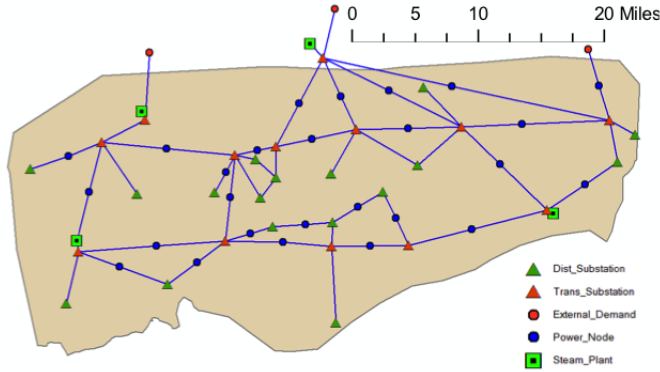 0 5 10 20 Miles
Dist_Substation
Trans_Substation
External_Demand
Power_Node
Steam_Plant